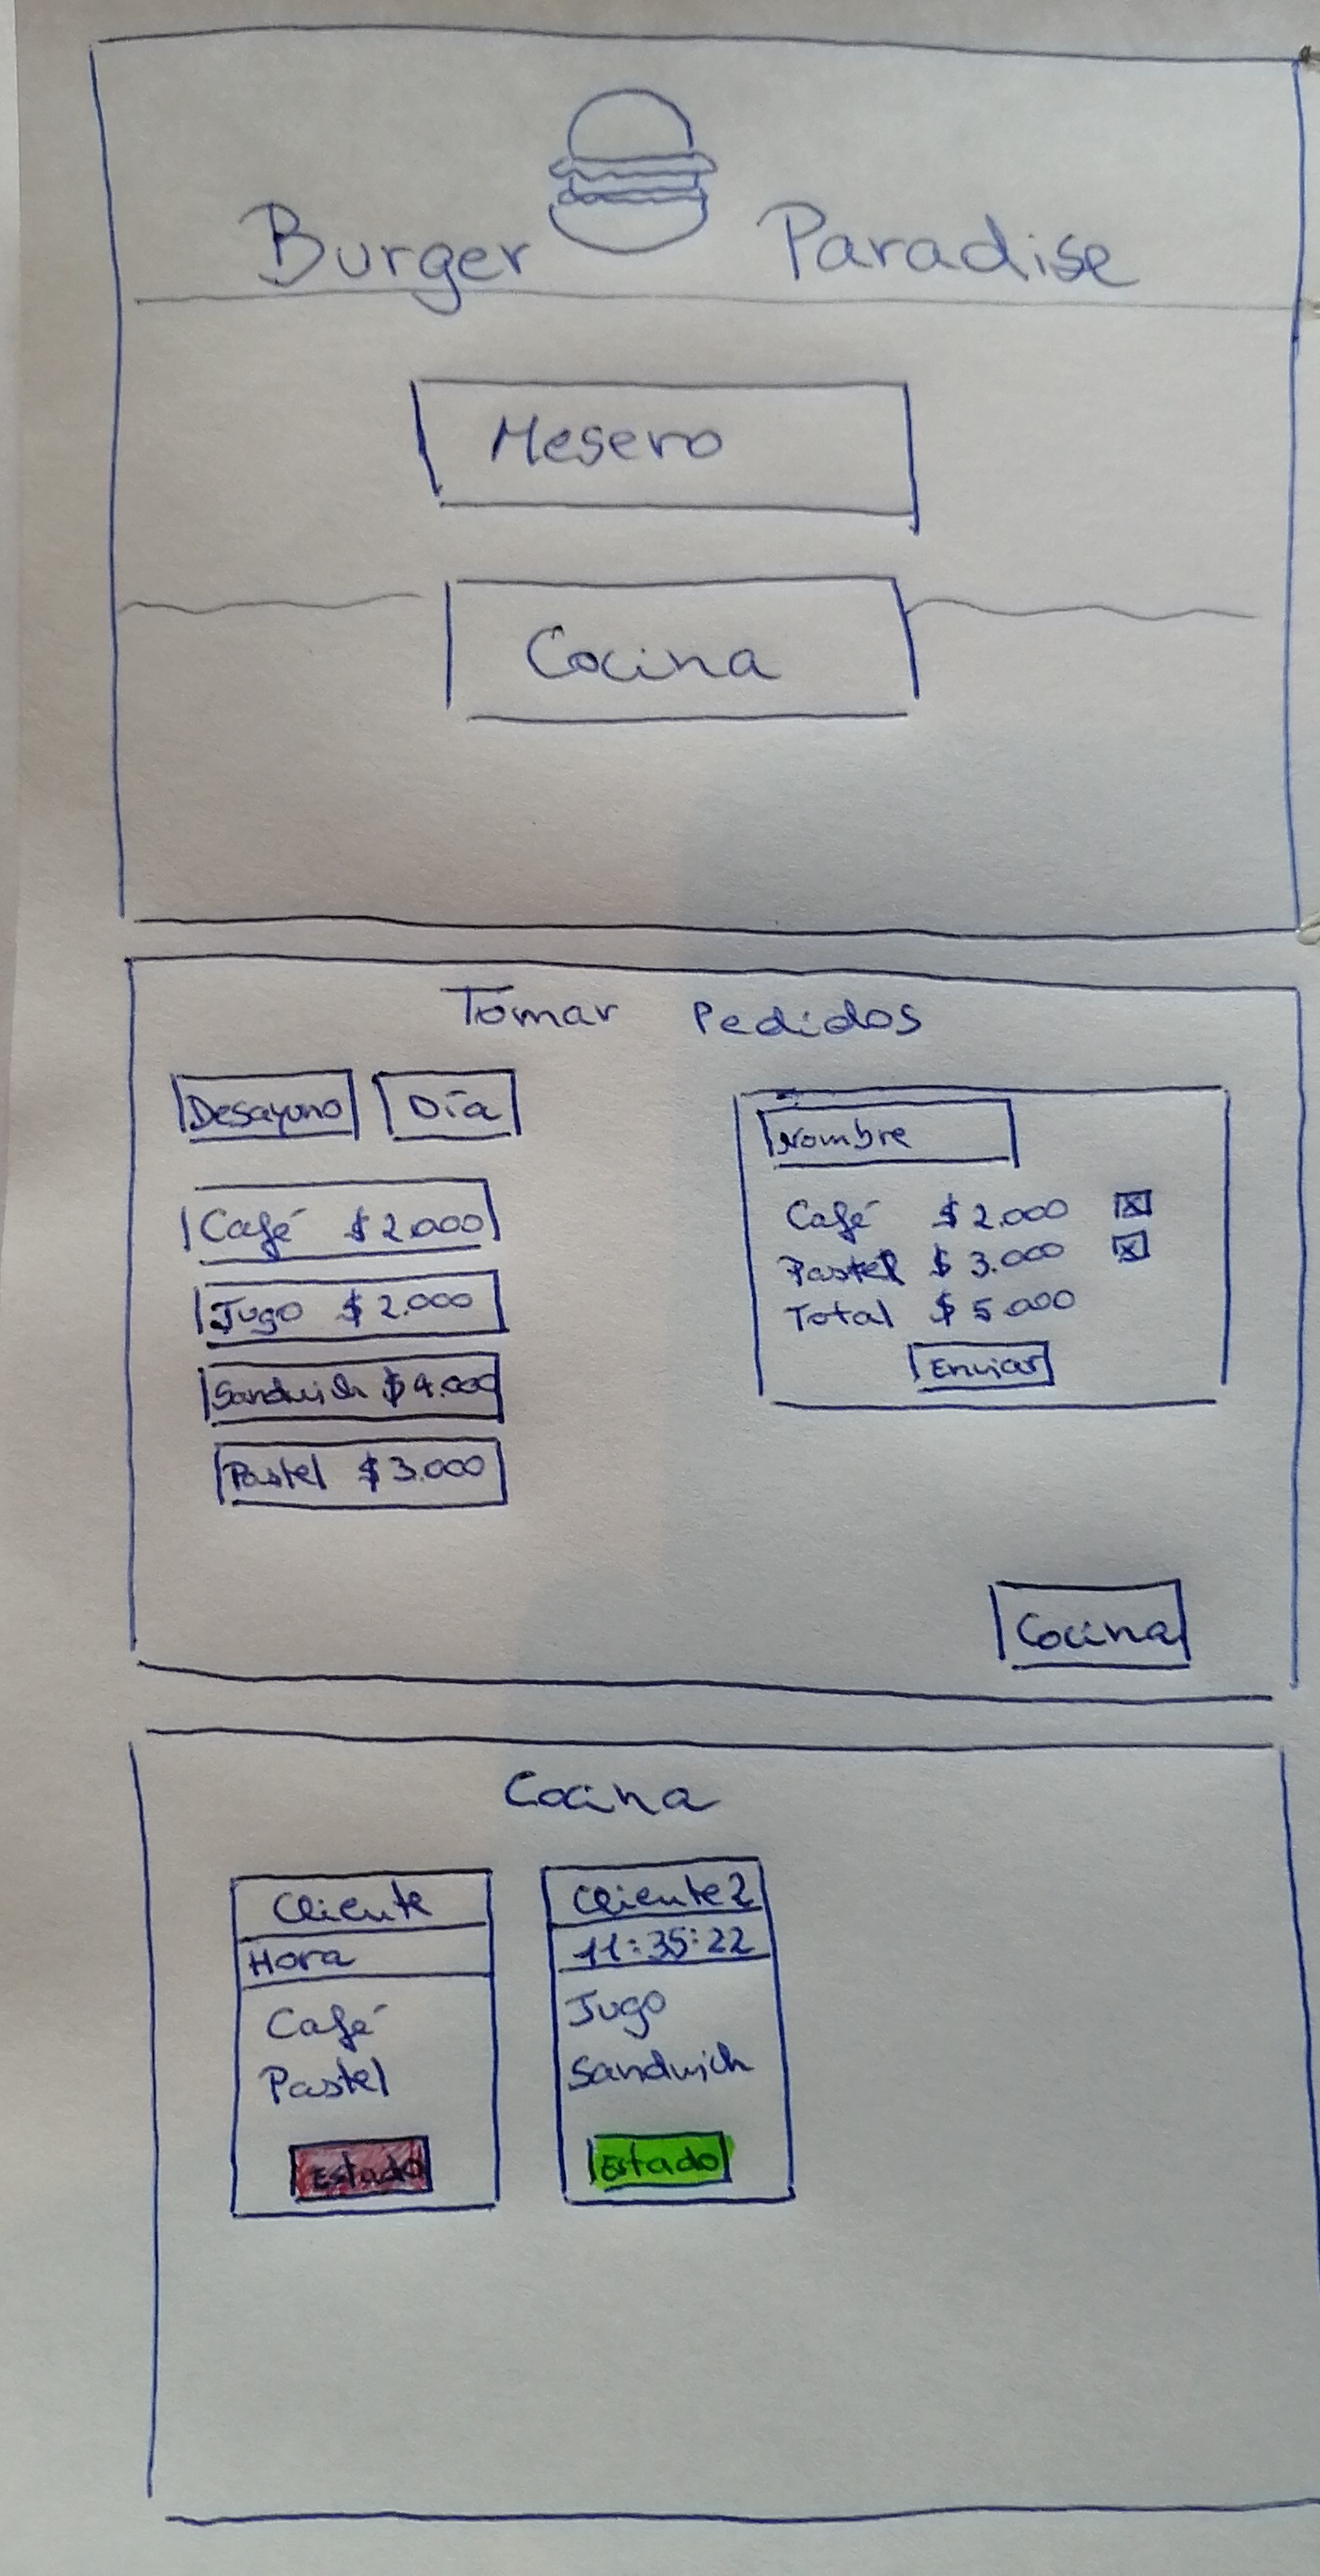 Burger Paradise
Mesero
Cocina
Tomar Pedidos
Desayuno Día
Café $2.000
Jugo $2.000
Sandwich $4.000
Pastel $3.000
Nombre
Café $2.000 X
Pastel $3.000 X
Total $5.000
Enviar
Cocina
Cocina
Cliente
Hora
Café
Pastel
Estado
Cliente 2
11:35:22
Jugo
Sandwich
Estado